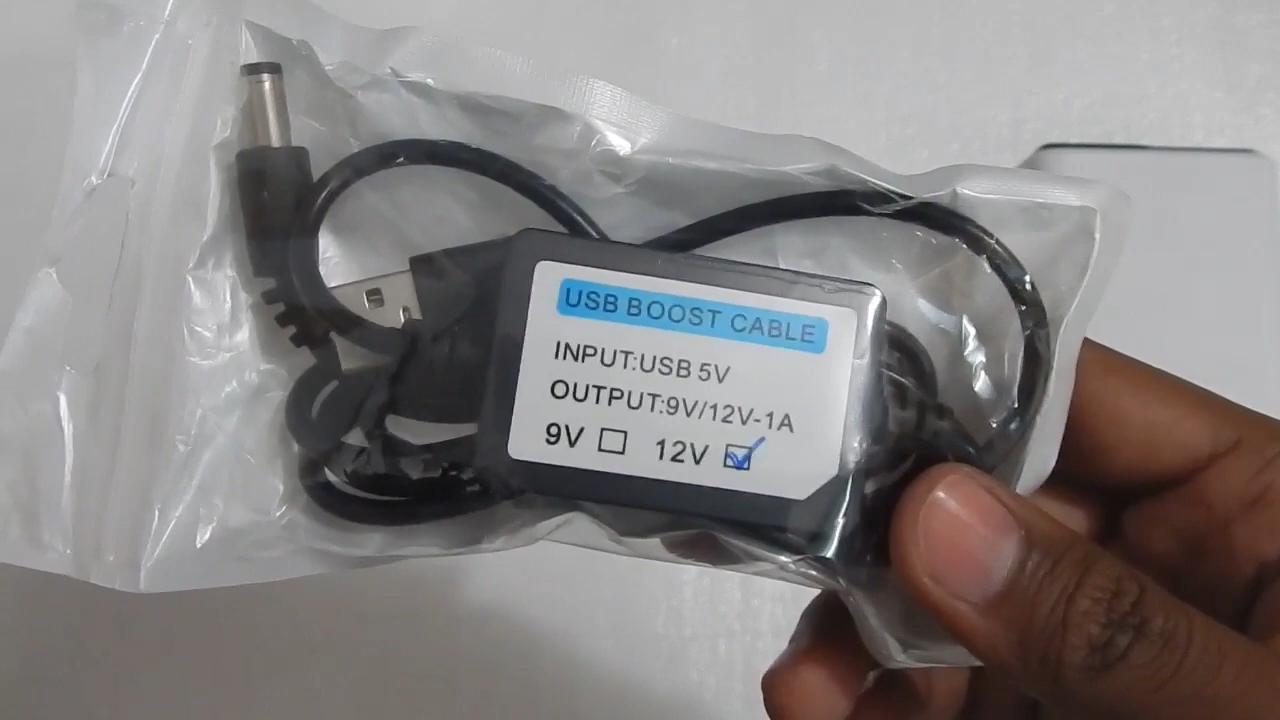 USB BOOST CABLE
INPUT:USB 5V
OUTPUT:9V/12V-1A
9V ☐ 12V ☑